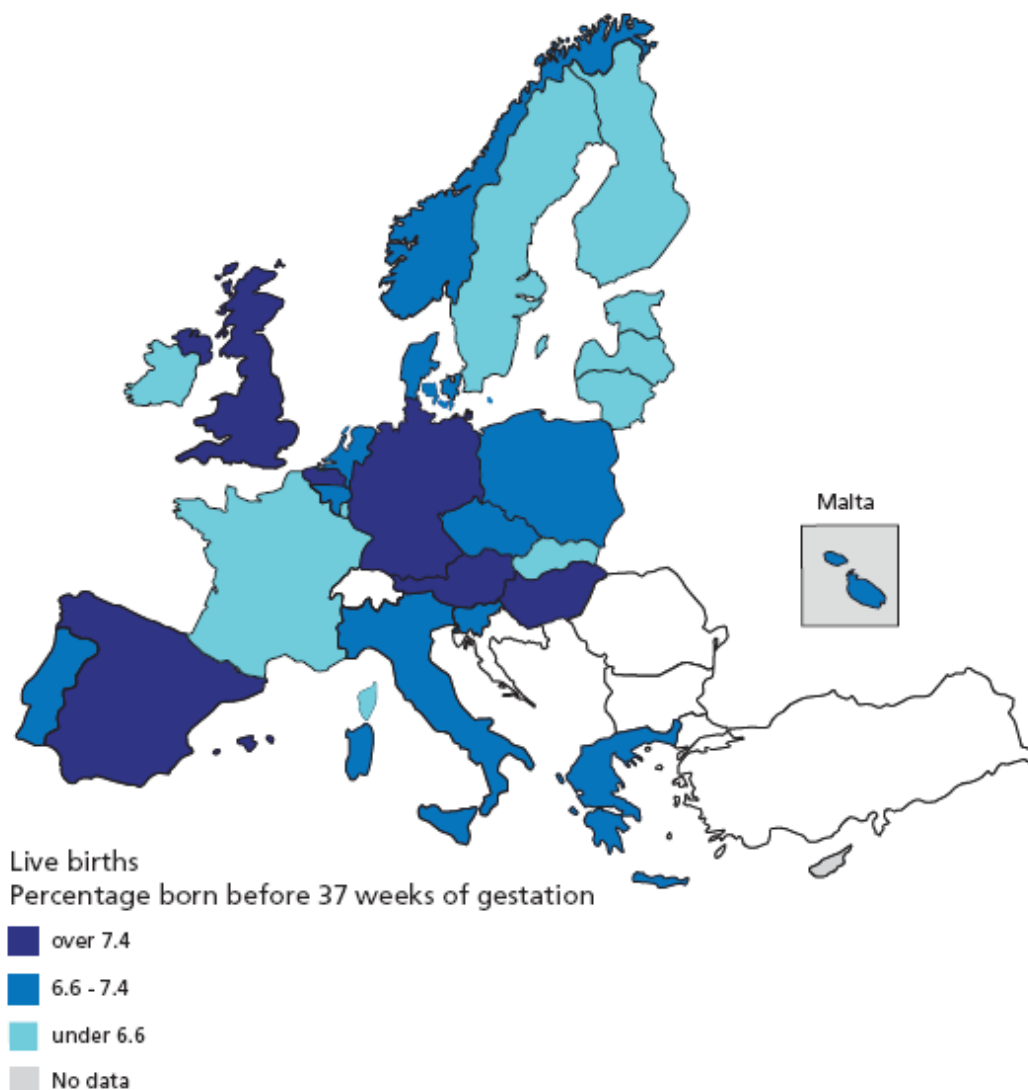 Malta
Live births
Percentage born before 37 weeks of gestation
over 7.4
6.6 - 7.4
under 6.6
No data